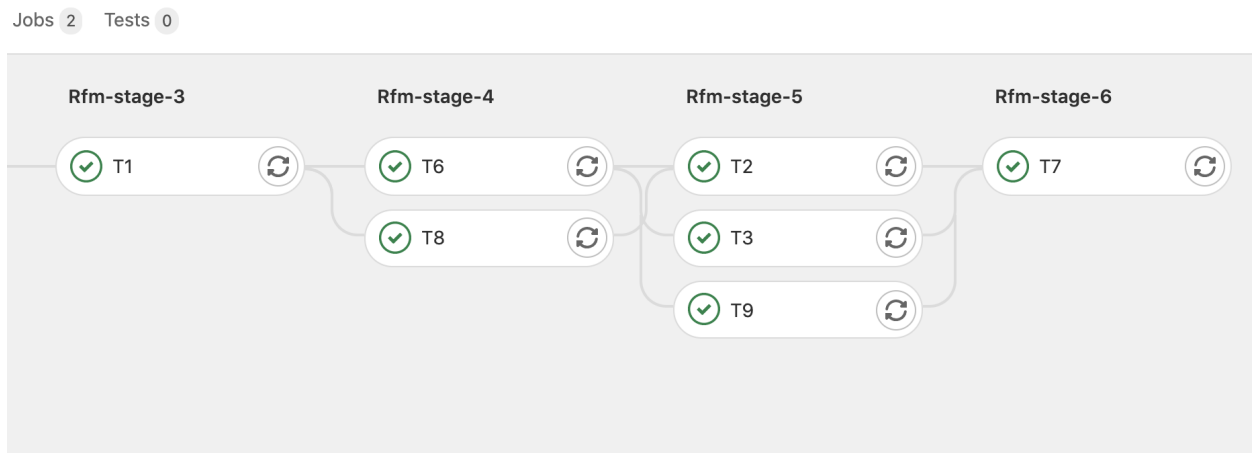 Jobs 2 Tests 0
Rfm-stage-3 Rfm-stage-4 Rfm-stage-5 Rfm-stage-6
T1 T6 T2 T7
T8 T3
T9